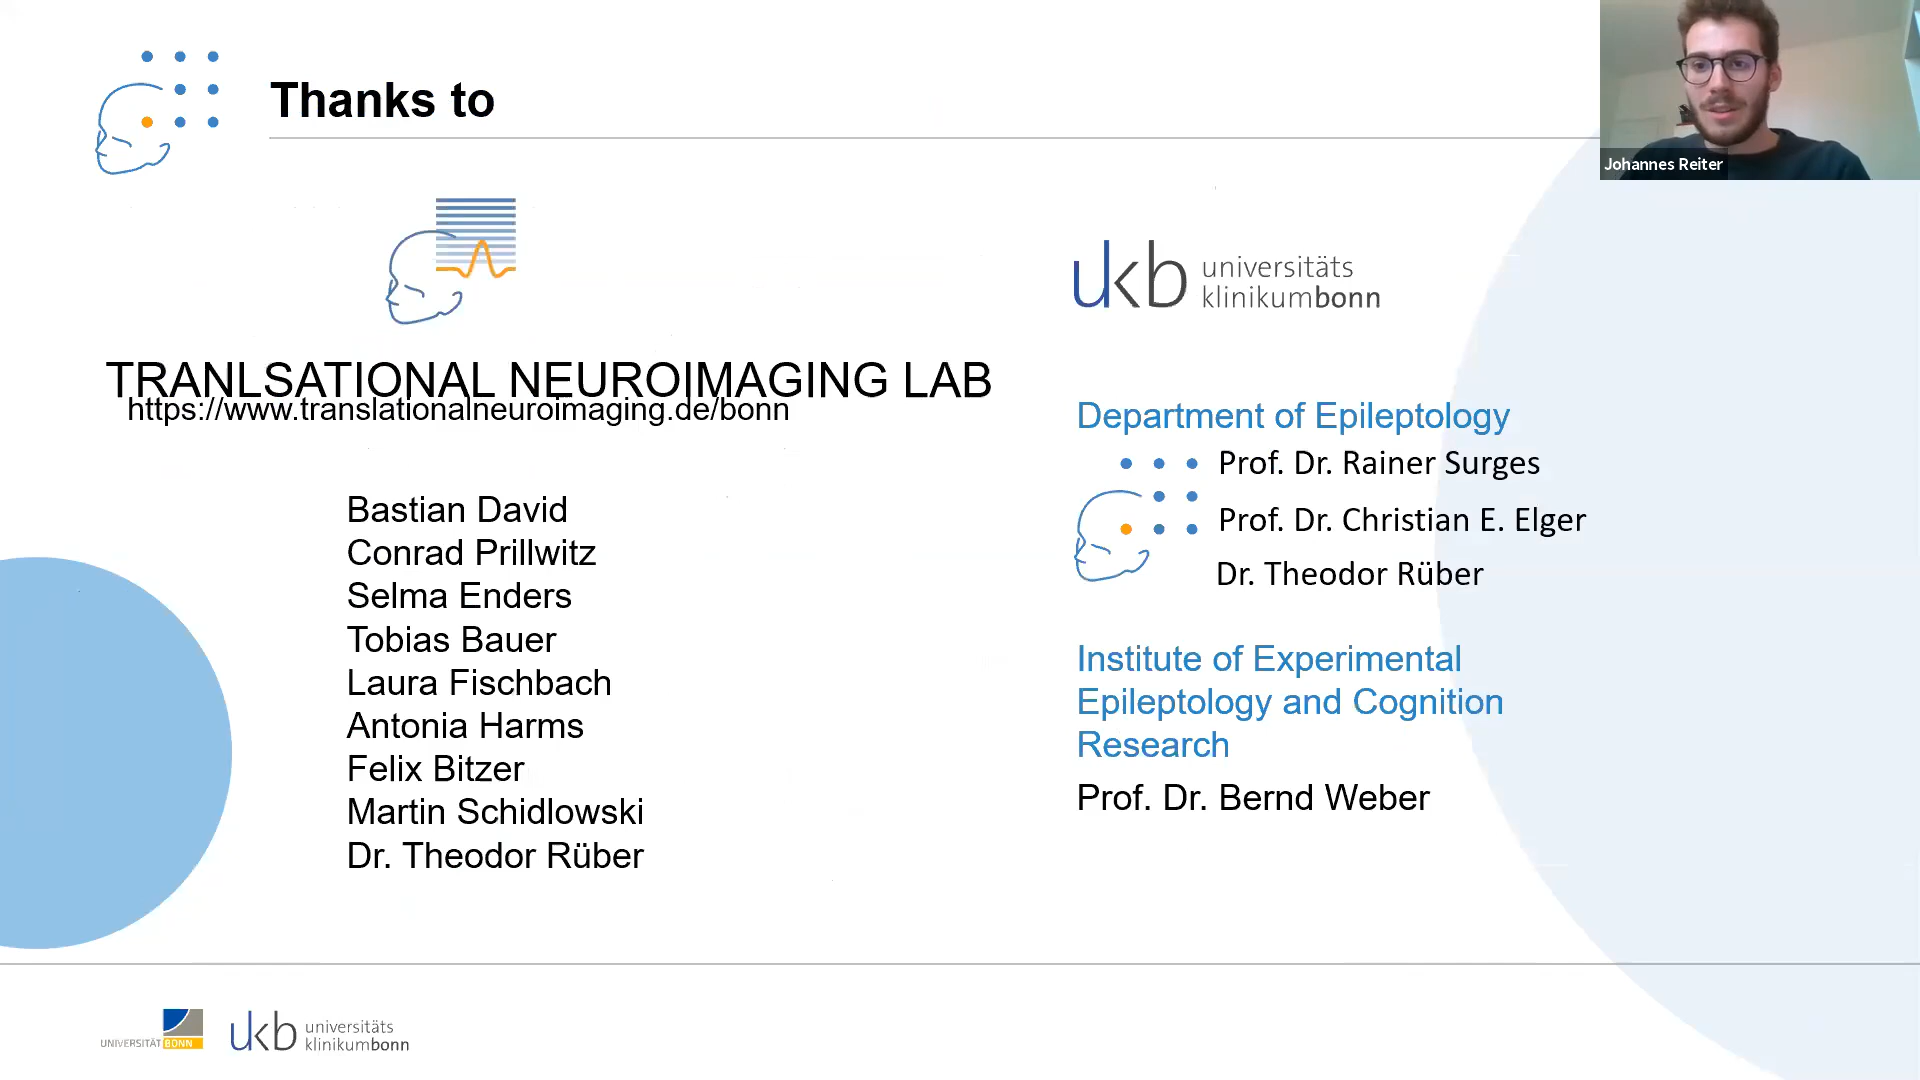 Thanks to
Johannes Reiter
TRANLSATIONAL NEUROIMAGING LAB
https://www.translationalneuroimaging.de/bonn
Bastian David
Conrad Prillwitz
Selma Enders
Tobias Bauer
Laura Fischbach
Antonia Harms
Felix Bitzer
Martin Schidlowski
Dr. Theodor Rüber
ukb universitäts
klinikumbonn
Department of Epileptology
Prof. Dr. Rainer Surges
Prof. Dr. Christian E. Elger
Dr. Theodor Rüber
Institute of Experimental
Epileptology and Cognition
Research
Prof. Dr. Bernd Weber
UNIVERSITÄT BONN
ukb universitäts
klinikumbonn